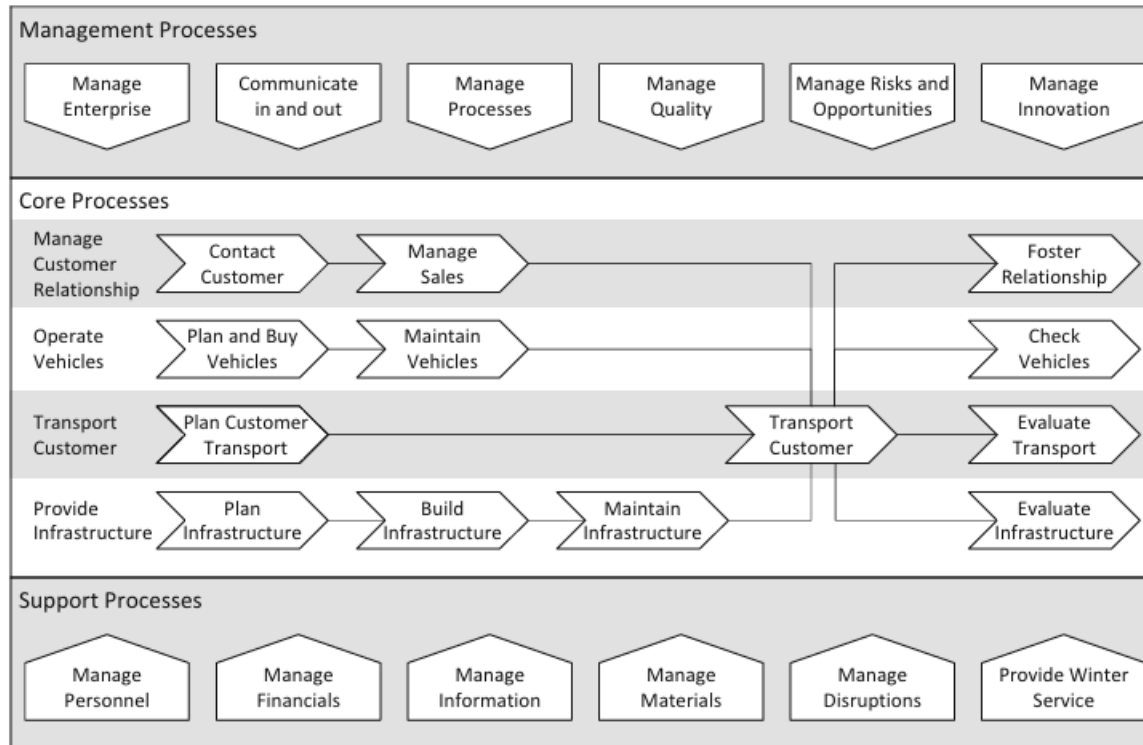 Management Processes
Manage
Enterprise
Communicate
in and out
Manage
Processes
Manage
Quality
Manage Risks and
Opportunities
Manage
Innovation
Core Processes
Manage
Customer
Relationship
Contact
Customer
Manage
Sales
Foster
Relationship
Operate
Vehicles
Plan and Buy
Vehicles
Maintain
Vehicles
Check
Vehicles
Transport
Customer
Plan Customer
Transport
Transport
Customer
Evaluate
Transport
Provide
Infrastructure
Plan
Infrastructure
Build
Infrastructure
Maintain
Infrastructure
Evaluate
Infrastructure
Support Processes
Manage
Personnel
Manage
Financials
Manage
Information
Manage
Materials
Manage
Disruptions
Provide Winter
Service